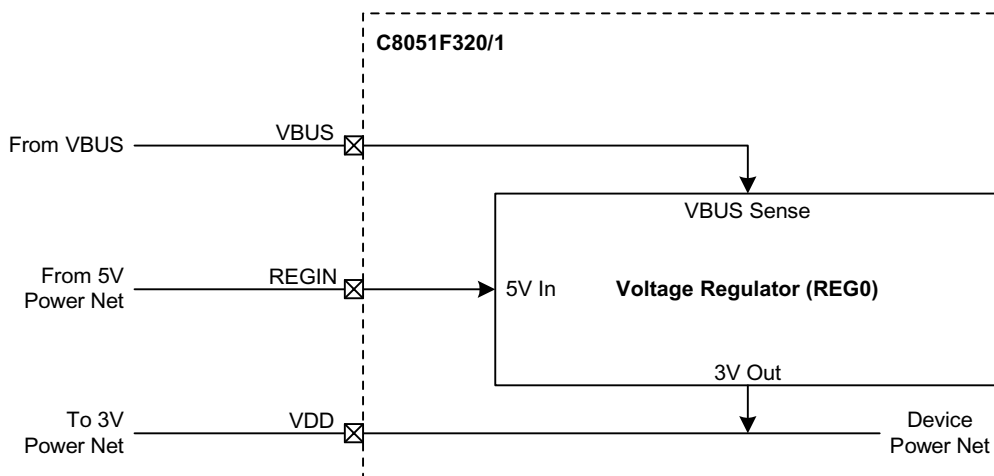 C8051F320/1
From VBUS
VBUS
VBUS Sense
From 5V
Power Net
REGIN
5V In
Voltage Regulator (REG0)
3V Out
To 3V
Power Net
VDD
Device
Power Net